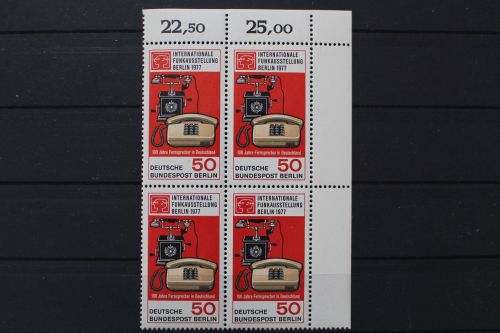 22,50 25,00
INTERNATIONALE
FUNKAUSSTELLUNG
BERLIN 1977
100 Jahre Fernsprecher in Deutschland
DEUTSCHE
BUNDESPOST BERLIN 50
INTERNATIONALE
FUNKAUSSTELLUNG
BERLIN 1977
100 Jahre Fernsprecher in Deutschland
DEUTSCHE
BUNDESPOST BERLIN 50
INTERNATIONALE
FUNKAUSSTELLUNG
BERLIN 1977
100 Jahre Fernsprecher in Deutschland
DEUTSCHE
BUNDESPOST BERLIN 50
INTERNATIONALE
FUNKAUSSTELLUNG
BERLIN 1977
100 Jahre Fernsprecher in Deutschland
DEUTSCHE
BUNDESPOST BERLIN 50